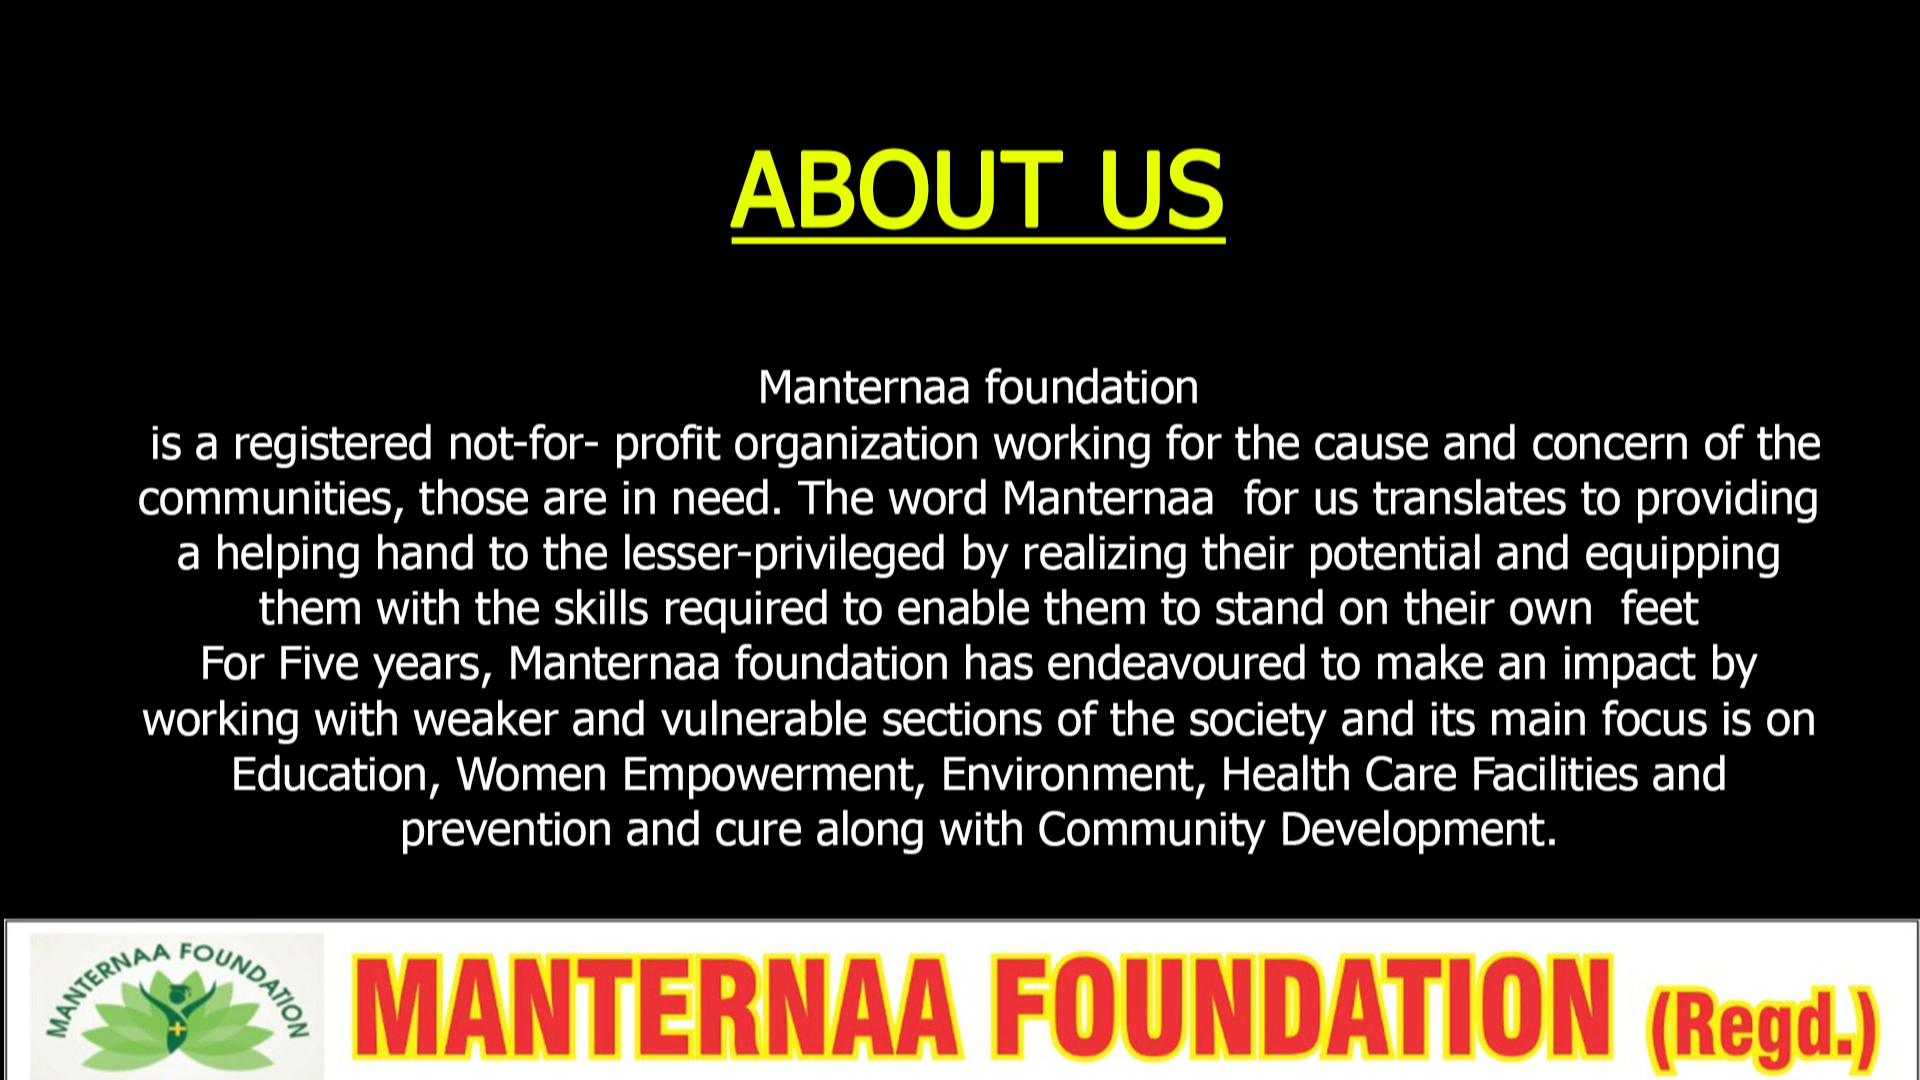 ABOUT US
Manternaa foundation
is a registered not-for- profit organization working for the cause and concern of the
communities, those are in need. The word Manternaa  for us translates to providing
a helping hand to the lesser-privileged by realizing their potential and equipping
them with the skills required to enable them to stand on their own  feet
For Five years, Manternaa foundation has endeavoured to make an impact by
working with weaker and vulnerable sections of the society and its main focus is on
Education, Women Empowerment, Environment, Health Care Facilities and
prevention and cure along with Community Development.
MANTERNAA FOUNDATION
MANTERNAA FOUNDATION (Regd.)